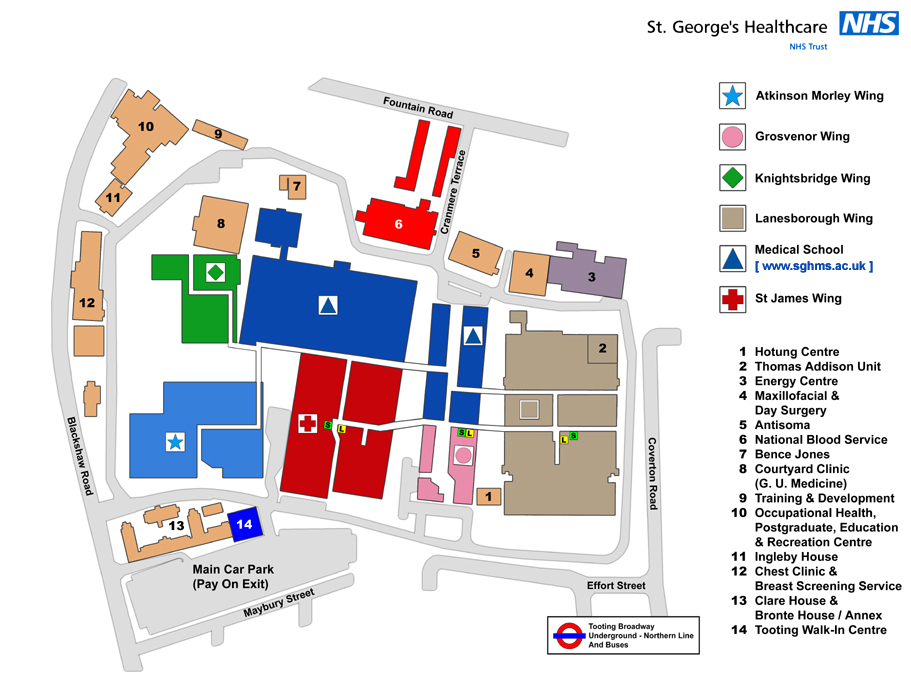 St. George's Healthcare NHS
NHS Trust
Fountain Road
Cranmere Terrace
10
9
11
7
8
6
5
4
3
12
2
S
L
S L
L S
1
13
14
Blackshaw Road
Coverton Road
Main Car Park
(Pay On Exit)
Maybury Street
Effort Street
Tooting Broadway
Underground - Northern Line
And Buses
Atkinson Morley Wing
Grosvenor Wing
Knightsbridge Wing
Lanesborough Wing
Medical School
[ www.sghms.ac.uk ]
St James Wing
1 Hotung Centre
2 Thomas Addison Unit
3 Energy Centre
4 Maxillofacial &
Day Surgery
5 Antisoma
6 National Blood Service
7 Bence Jones
8 Courtyard Clinic
(G. U. Medicine)
9 Training & Development
10 Occupational Health,
Postgraduate, Education
& Recreation Centre
11 Ingleby House
12 Chest Clinic &
Breast Screening Service
13 Clare House &
Bronte House / Annex
14 Tooting Walk-In Centre